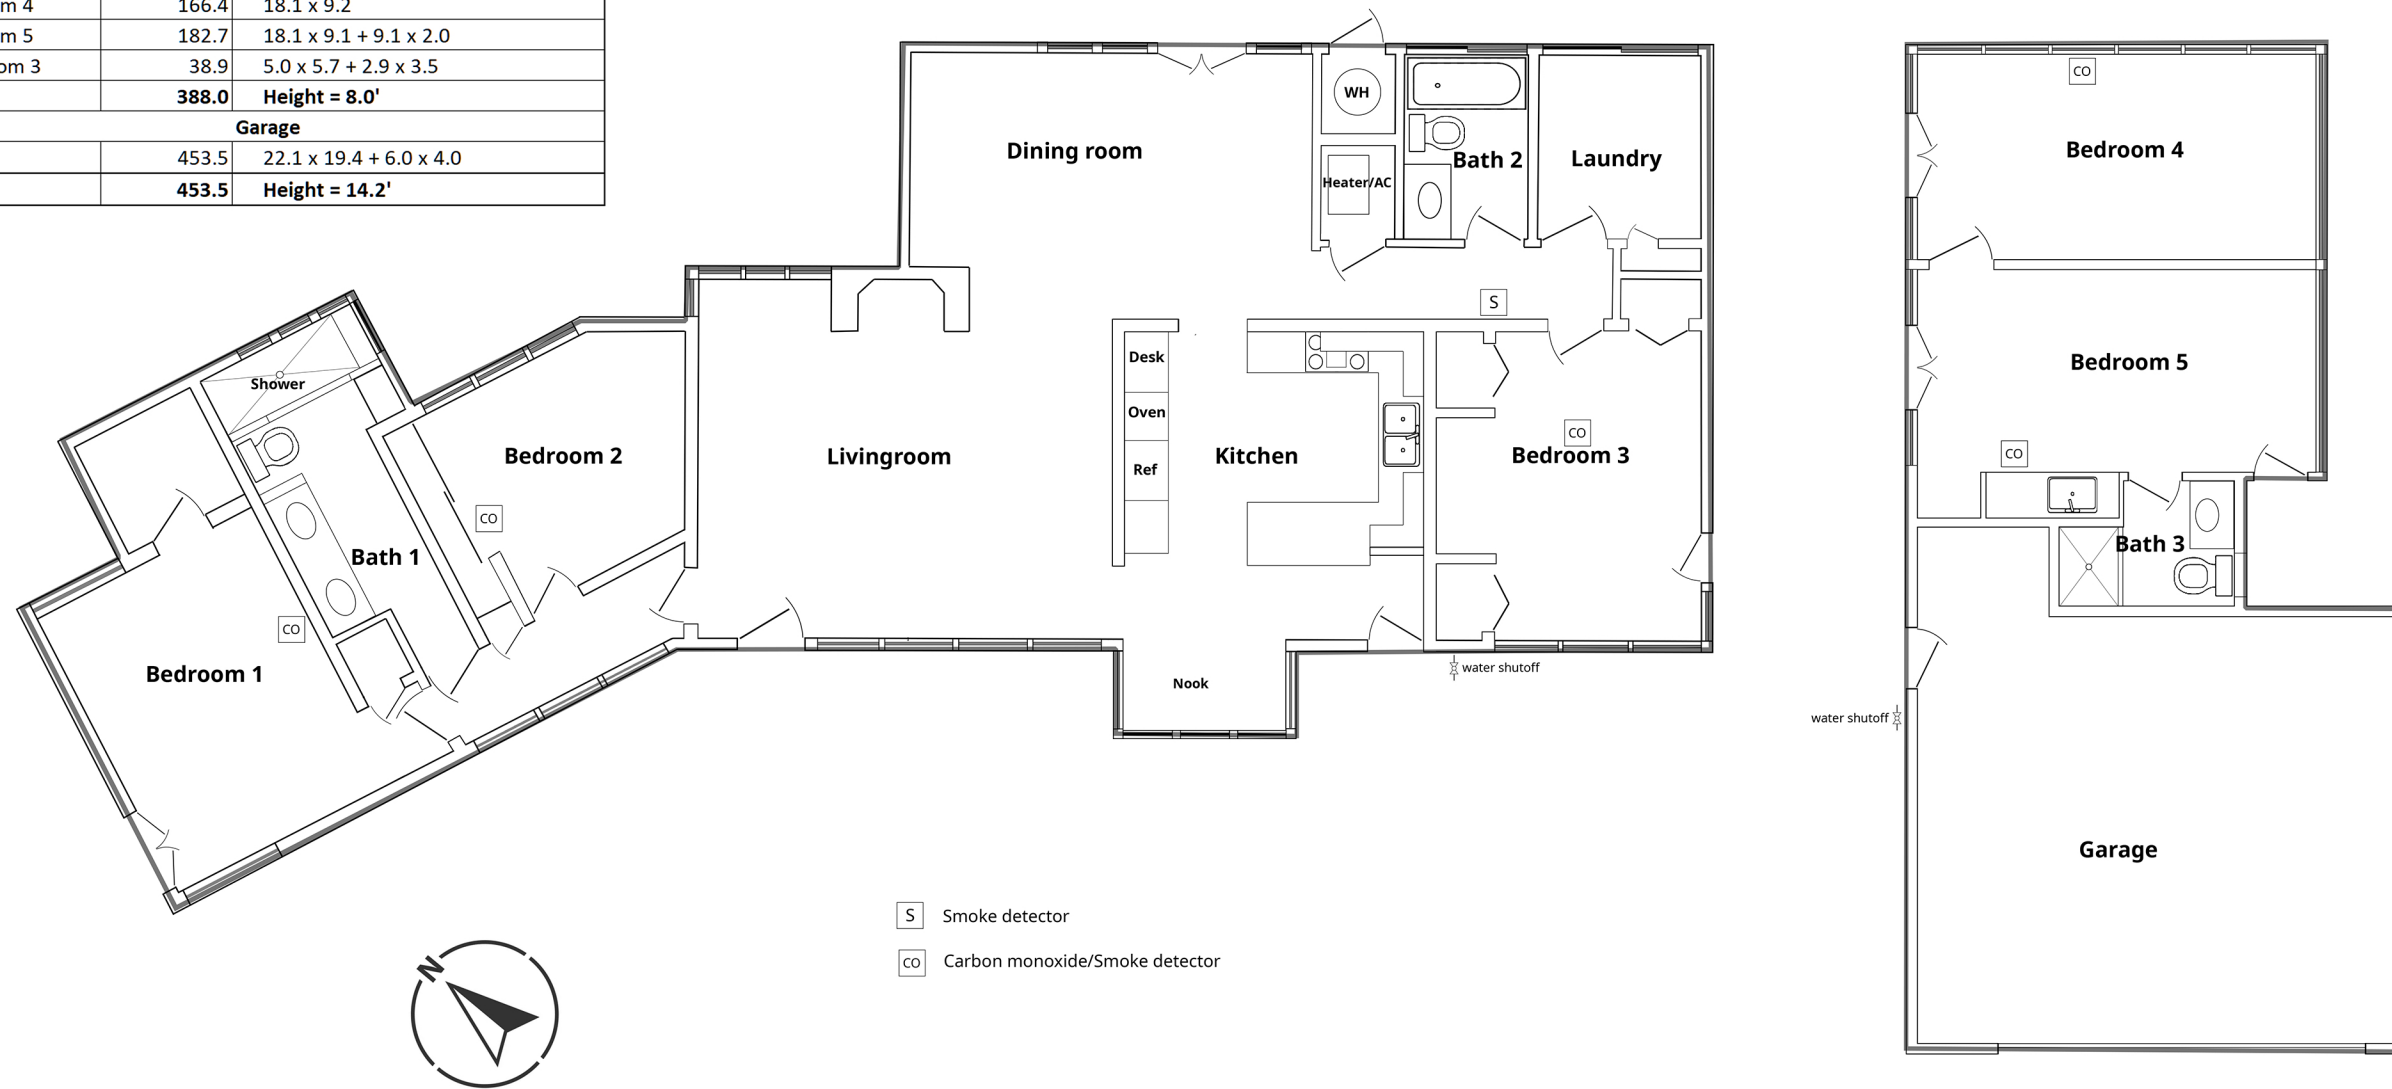 m 4 166.4 18.1 x 9.2
m 5 182.7 18.1 x 9.1 + 9.1 x 2.0
om 3 38.9 5.0 x 5.7 + 2.9 x 3.5
388.0 Height = 8.0'
Garage
453.5 22.1 x 19.4 + 6.0 x 4.0
453.5 Height = 14.2'
WH
Heater/AC
Dining room
Bath 2
Laundry
S
Shower
Bedroom 2
CO
Bath 1
CO
Bedroom 1
Livingroom
Desk
Oven
Ref
Kitchen
CO
Bedroom 3
Nook
water shutoff
CO
Bedroom 4
Bedroom 5
CO
Bath 3
water shutoff
Garage
S Smoke detector
CO Carbon monoxide/Smoke detector
N